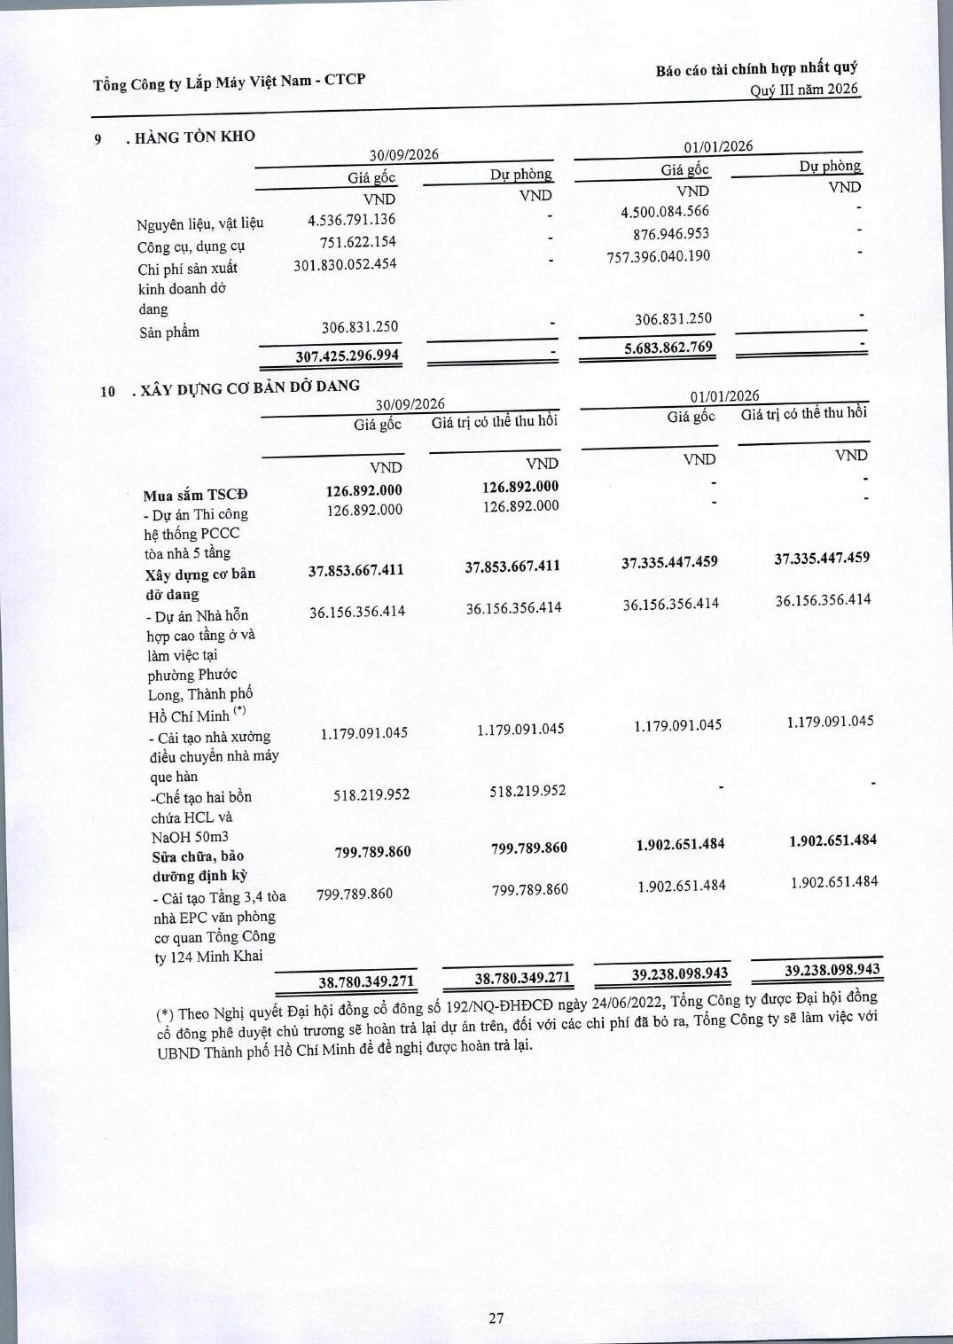 Tổng Công ty Lắp Máy Việt Nam - CTCP
Báo cáo tài chính hợp nhất quý
Quý III năm 2026
9 . HÀNG TỒN KHO
30/09/2026 01/01/2026
Giá gốc Dự phòng Giá gốc Dự phòng
VND VND VND VND
Nguyên liệu, vật liệu 4.536.791.136 - 4.500.084.566 -
Công cụ, dụng cụ 751.622.154 - 876.946.953 -
Chi phí sản xuất 301.830.052.454 - 757.396.040.190 -
kinh doanh dở
dang
Sản phẩm 306.831.250 - 306.831.250 -
307.425.296.994 - 5.683.862.769 -
10 . XÂY DỰNG CƠ BẢN DỞ DANG
30/09/2026 01/01/2026
Giá gốc Giá trị có thể thu hồi Giá gốc Giá trị có thể thu hồi
VND VND VND VND
Mua sắm TSCĐ 126.892.000 126.892.000 - -
- Dự án Thi công 126.892.000 126.892.000 - -
hệ thống PCCC
tòa nhà 5 tầng
Xây dựng cơ bản 37.853.667.411 37.853.667.411 37.335.447.459 37.335.447.459
dở dang
- Dự án Nhà hỗn 36.156.356.414 36.156.356.414 36.156.356.414 36.156.356.414
hợp cao tầng ở và
làm việc tại
phường Phước
Long, Thành phố
Hồ Chí Minh (*)
- Cải tạo nhà xưởng 1.179.091.045 1.179.091.045 1.179.091.045 1.179.091.045
điều chuyển nhà máy
que hàn
-Chế tạo hai bồn 518.219.952 518.219.952 - -
chứa HCL và
NaOH 50m3
Sửa chữa, bảo 799.789.860 799.789.860 1.902.651.484 1.902.651.484
dưỡng định kỳ
- Cải tạo Tầng 3,4 tòa 799.789.860 799.789.860 1.902.651.484 1.902.651.484
nhà EPC văn phòng
cơ quan Tổng Công
ty 124 Minh Khai
38.780.349.271 38.780.349.271 39.238.098.943 39.238.098.943
(*) Theo Nghị quyết Đại hội đồng cổ đông số 192/NQ-ĐHĐCĐ ngày 24/06/2022, Tổng Công ty được Đại hội đồng
cổ đông phê duyệt chủ trương sẽ hoàn trả lại dự án trên, đối với các chi phí đã bỏ ra, Tổng Công ty sẽ làm việc với
UBND Thành phố Hồ Chí Minh để đề nghị được hoàn trả lại.
27